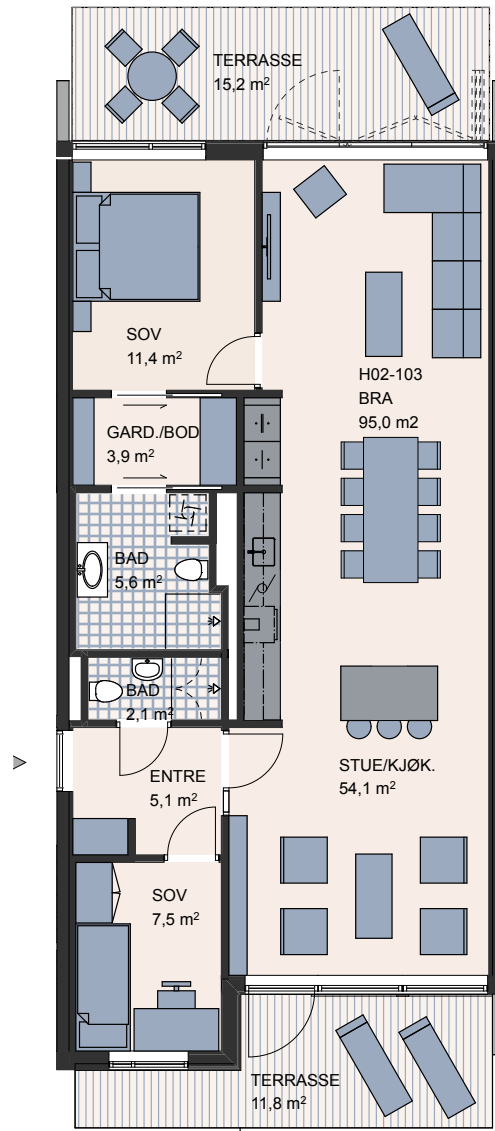 TERRASSE
15,2 m²
SOV
11,4 m²
H02-103
BRA
95,0 m2
GARD./BOD
3,9 m²
BAD
5,6 m²
BAD
2,1 m²
ENTRE
5,1 m²
STUE/KJØK.
54,1 m²
SOV
7,5 m²
TERRASSE
11,8 m²